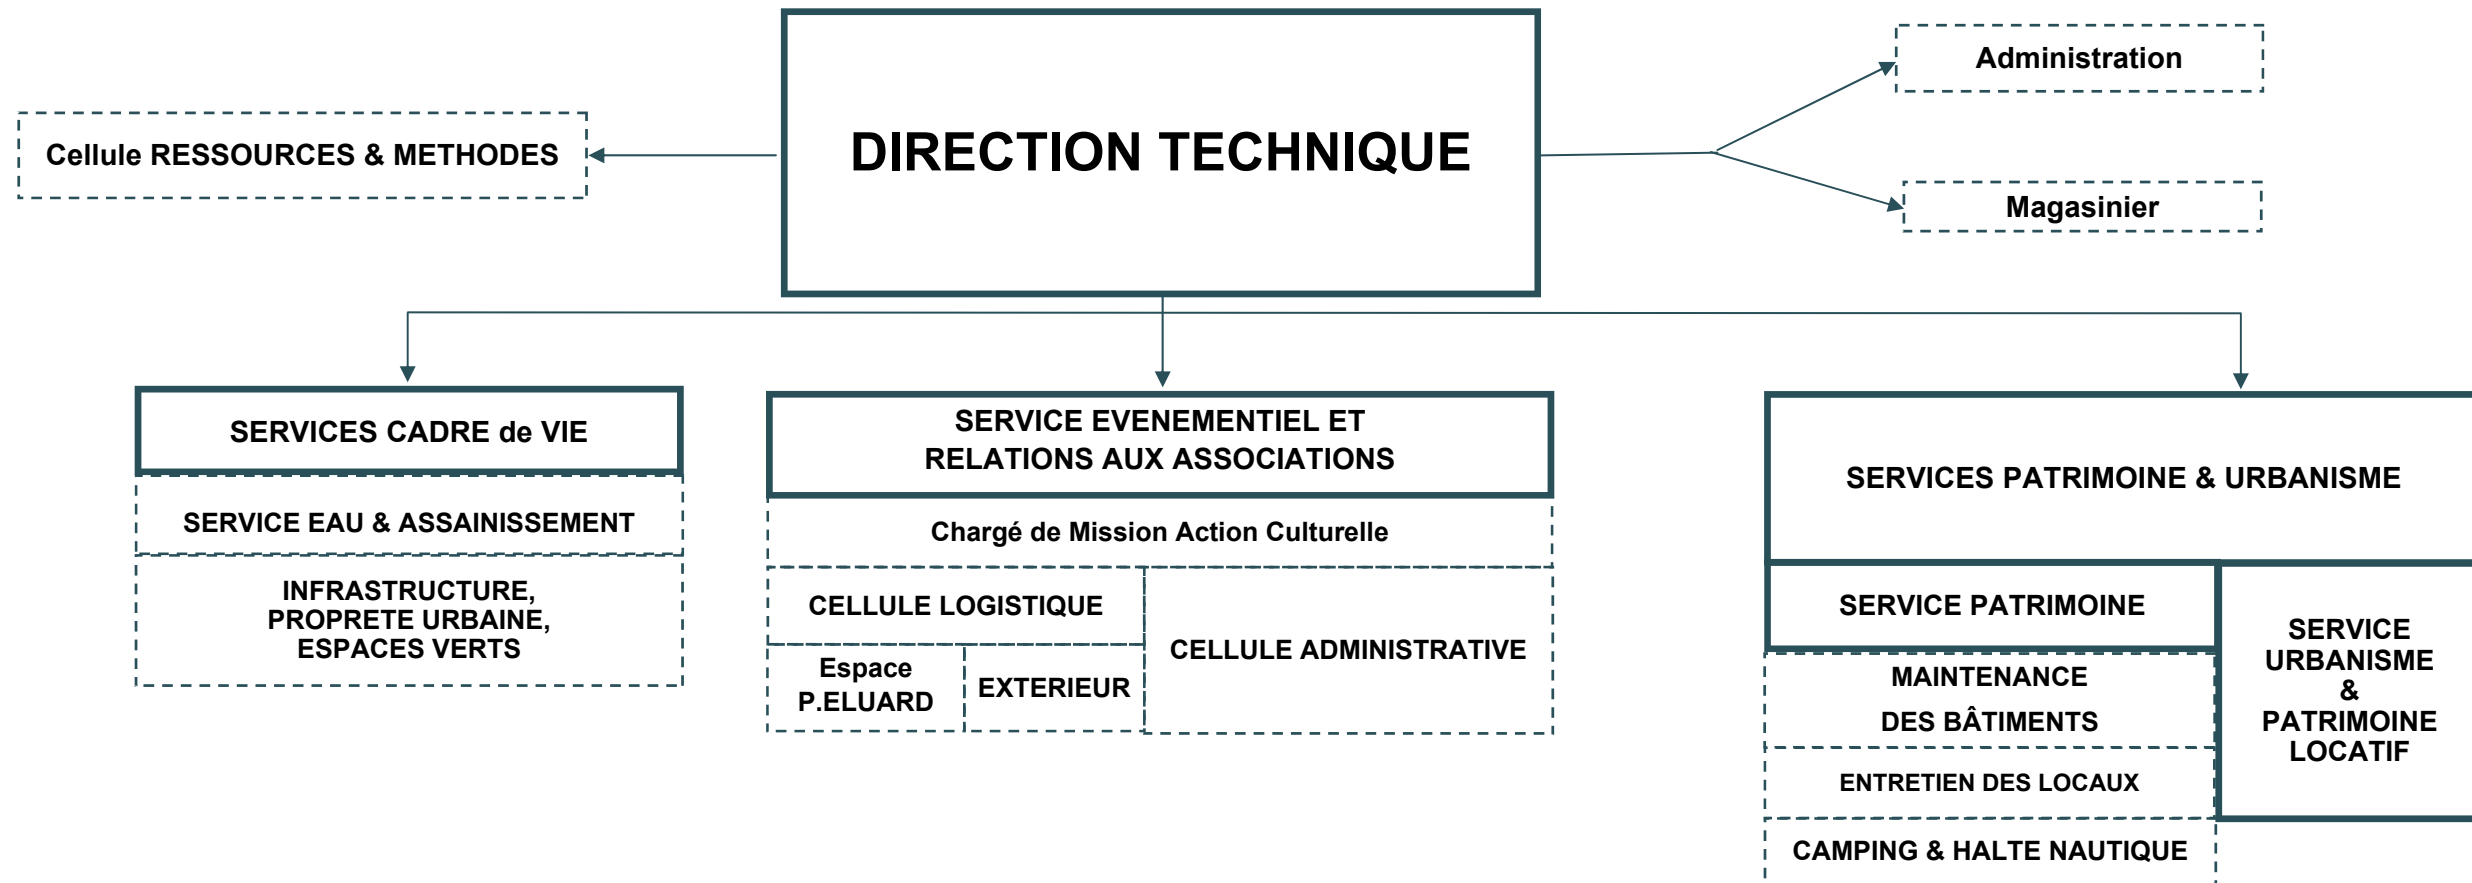 Administration
Cellule RESSOURCES & METHODES
DIRECTION TECHNIQUE
Magasinier
SERVICES CADRE de VIE
SERVICE EAU & ASSAINISSEMENT
INFRASTRUCTURE,
PROPRETE URBAINE,
ESPACES VERTS
SERVICE EVENEMENTIEL ET
RELATIONS AUX ASSOCIATIONS
Chargé de Mission Action Culturelle
CELLULE LOGISTIQUE
Espace
P.ELUARD
EXTERIEUR
CELLULE ADMINISTRATIVE
SERVICES PATRIMOINE & URBANISME
SERVICE PATRIMOINE
MAINTENANCE
DES BÂTIMENTS
ENTRETIEN DES LOCAUX
CAMPING & HALTE NAUTIQUE
SERVICE
URBANISME
&
PATRIMOINE
LOCATIF